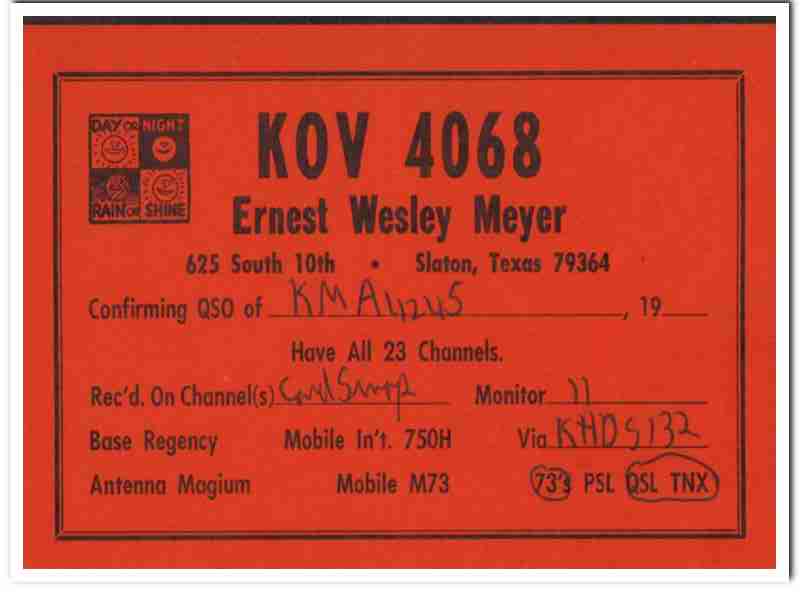 DAY OR NIGHT
RAIN OR SHINE
KOV 4068
Ernest Wesley Meyer
625 South 10th • Slaton, Texas 79364
Confirming QSO of KMA4245, 19
Have All 23 Channels.
Rec'd. On Channel(s) Card Swap Monitor 11
Base Regency Mobile In't. 750H Via KHD5132
Antenna Magium Mobile M73 73's PSL QSL TNX